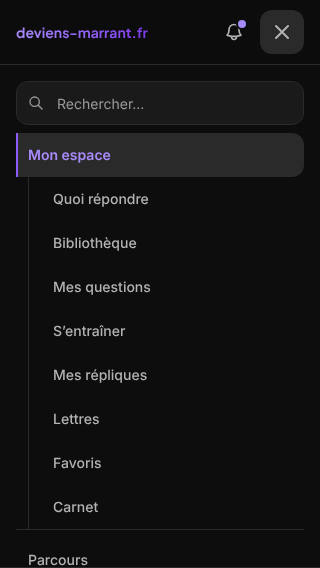 deviens-marrant.fr
Rechercher...
Mon espace
Quoi répondre
Bibliothèque
Mes questions
S’entraîner
Mes répliques
Lettres
Favoris
Carnet
Parcours